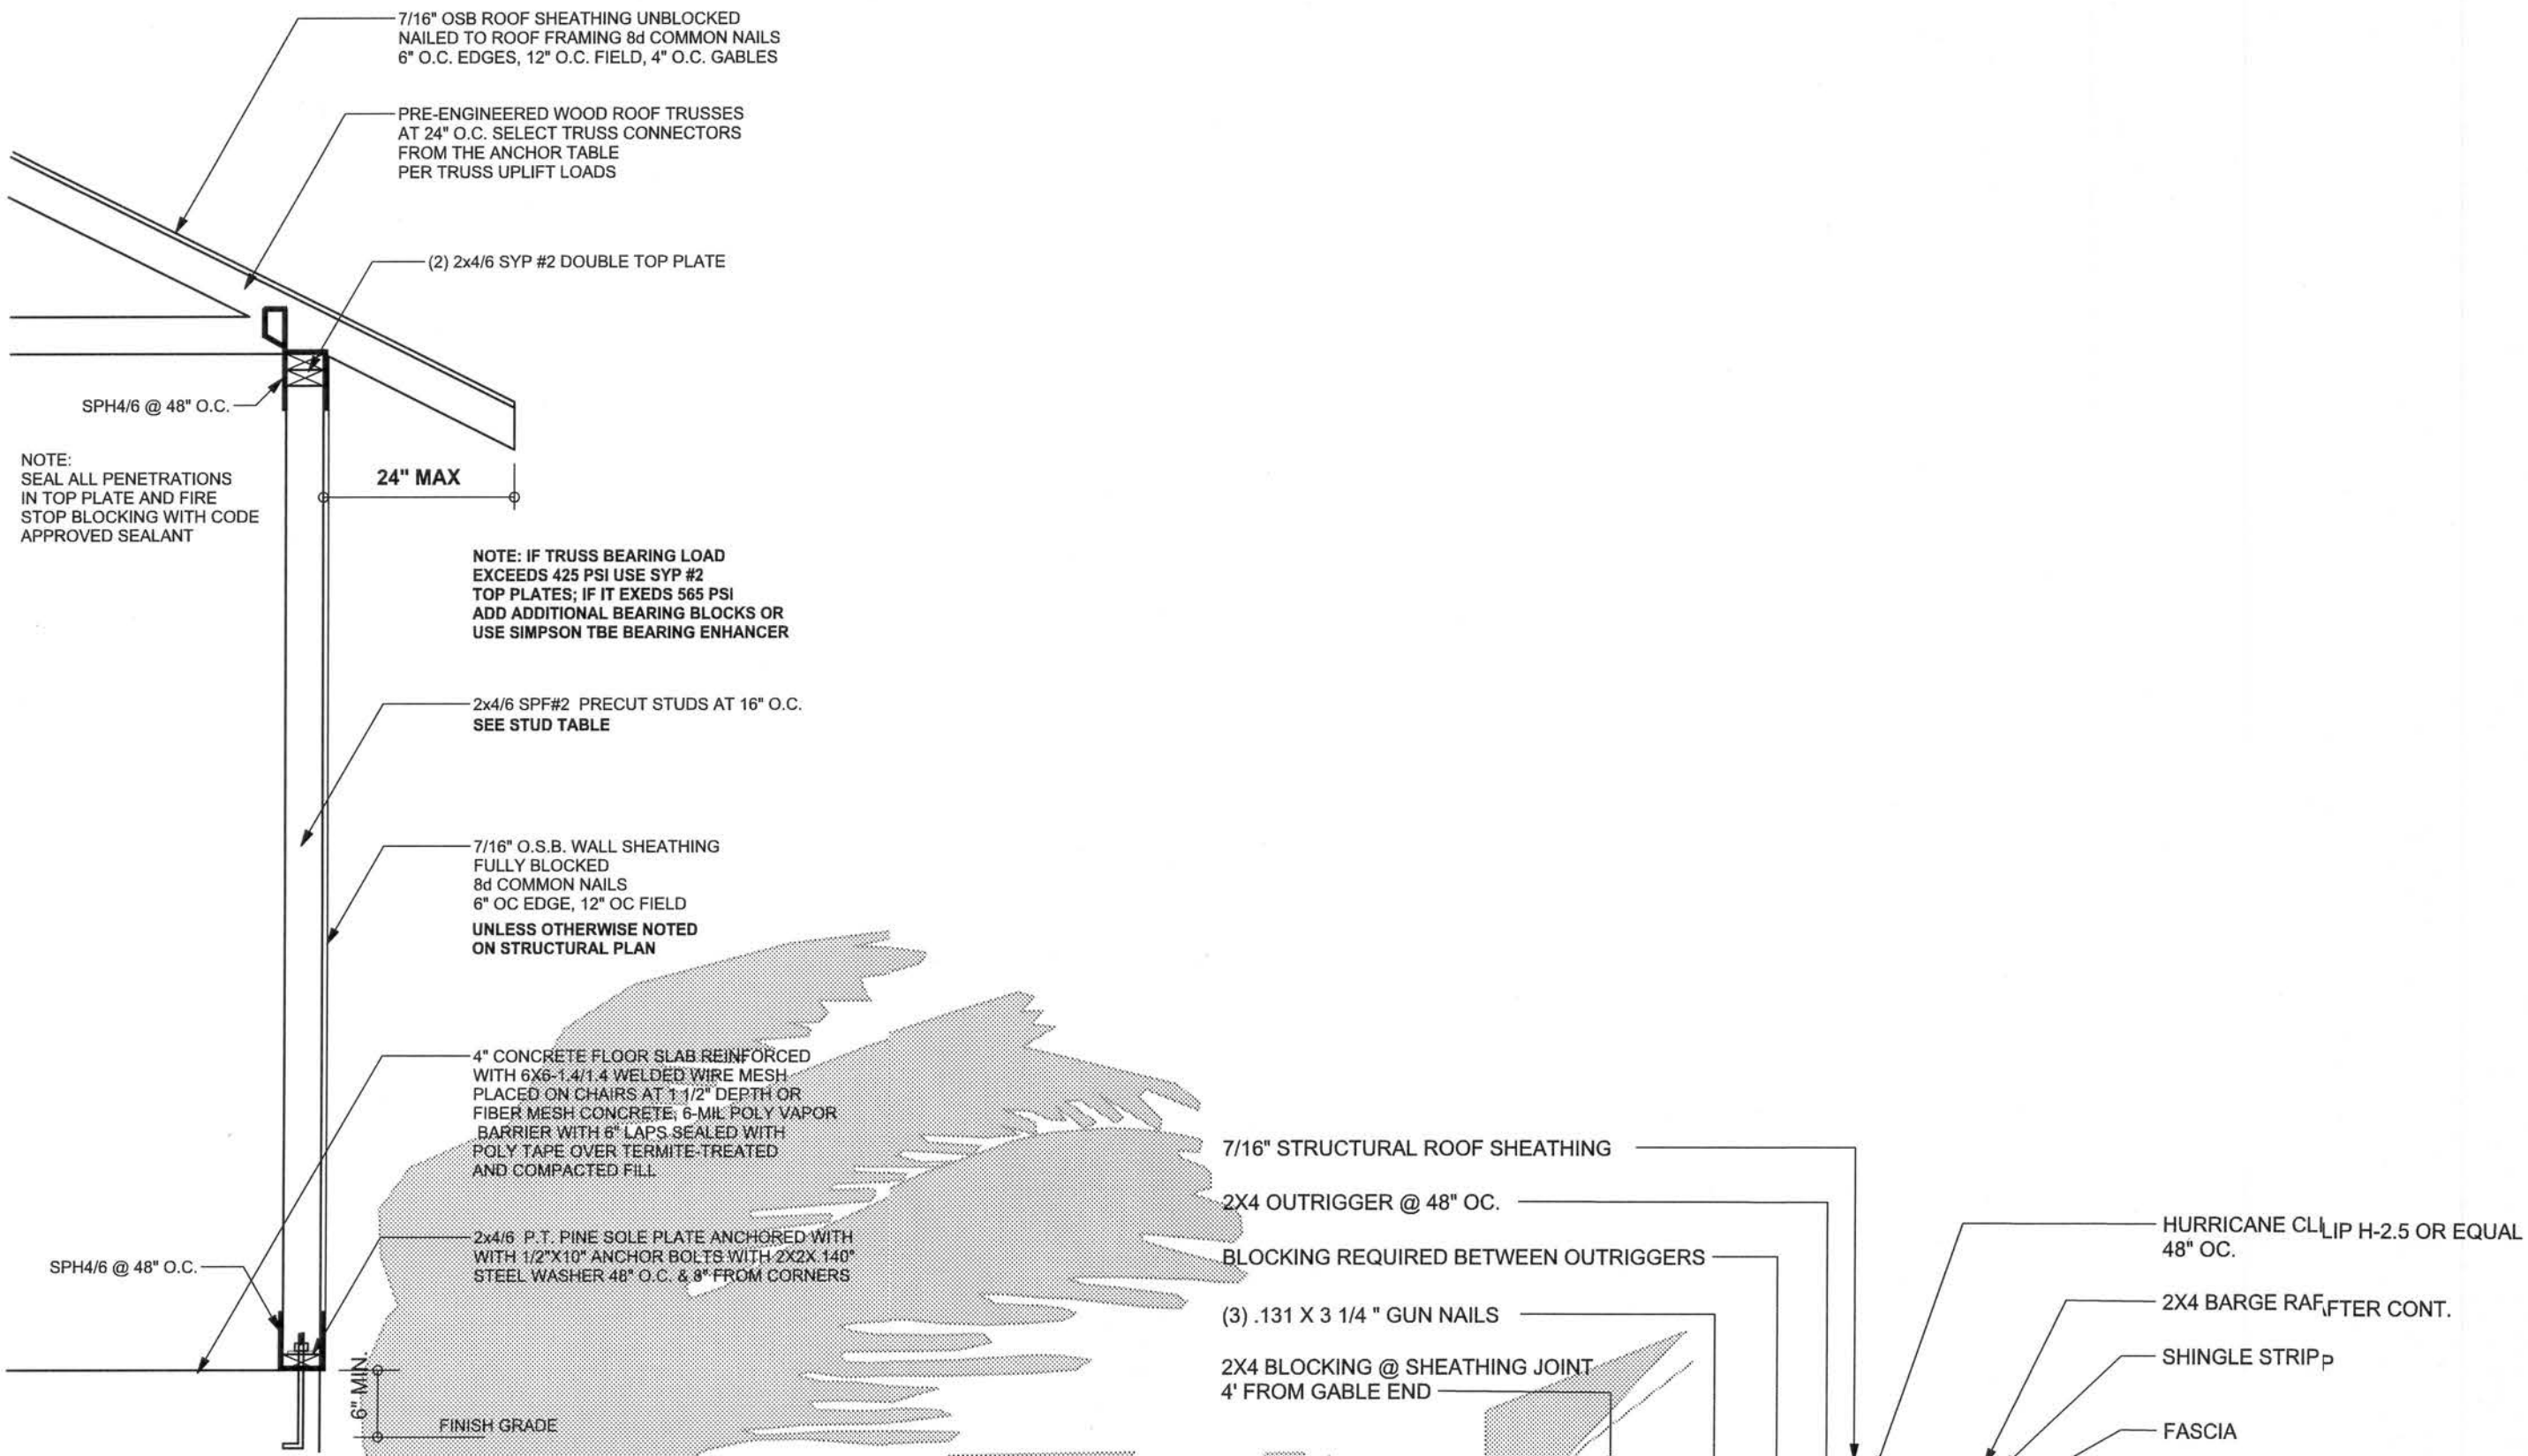 7/16" OSB ROOF SHEATHING UNBLOCKED
NAILED TO ROOF FRAMING 8d COMMON NAILS
6" O.C. EDGES, 12" O.C. FIELD, 4" O.C. GABLES
PRE-ENGINEERED WOOD ROOF TRUSSES
AT 24" O.C. SELECT TRUSS CONNECTORS
FROM THE ANCHOR TABLE
PER TRUSS UPLIFT LOADS
(2) 2x4/6 SYP #2 DOUBLE TOP PLATE
SPH4/6 @ 48" O.C.
NOTE:
SEAL ALL PENETRATIONS
IN TOP PLATE AND FIRE
STOP BLOCKING WITH CODE
APPROVED SEALANT
24" MAX
NOTE: IF TRUSS BEARING LOAD
EXCEEDS 425 PSI USE SYP #2
TOP PLATES; IF IT EXEDS 565 PSI
ADD ADDITIONAL BEARING BLOCKS OR
USE SIMPSON TBE BEARING ENHANCER
2x4/6 SPF#2 PRECUT STUDS AT 16" O.C.
SEE STUD TABLE
7/16" O.S.B. WALL SHEATHING
FULLY BLOCKED
8d COMMON NAILS
6" OC EDGE, 12" OC FIELD
UNLESS OTHERWISE NOTED
ON STRUCTURAL PLAN
4" CONCRETE FLOOR SLAB REINFORCED
WITH 6X6-1.4/1.4 WELDED WIRE MESH
PLACED ON CHAIRS AT 1 1/2" DEPTH OR
FIBER MESH CONCRETE, 6-MIL POLY VAPOR
BARRIER WITH 6" LAPS SEALED WITH
POLY TAPE OVER TERMITE-TREATED
AND COMPACTED FILL
2x4/6 P.T. PINE SOLE PLATE ANCHORED WITH
WITH 1/2"X10" ANCHOR BOLTS WITH 2X2X.140"
STEEL WASHER 48" O.C. & 8" FROM CORNERS
SPH4/6 @ 48" O.C.
6" MIN.
FINISH GRADE
7/16" STRUCTURAL ROOF SHEATHING
2X4 OUTRIGGER @ 48" OC.
BLOCKING REQUIRED BETWEEN OUTRIGGERS
(3) .131 X 3 1/4 " GUN NAILS
2X4 BLOCKING @ SHEATHING JOINT
4' FROM GABLE END
HURRICANE CLIP H-2.5 OR EQUAL
48" OC.
2X4 BARGE RAFTER CONT.
SHINGLE STRIP
FASCIA